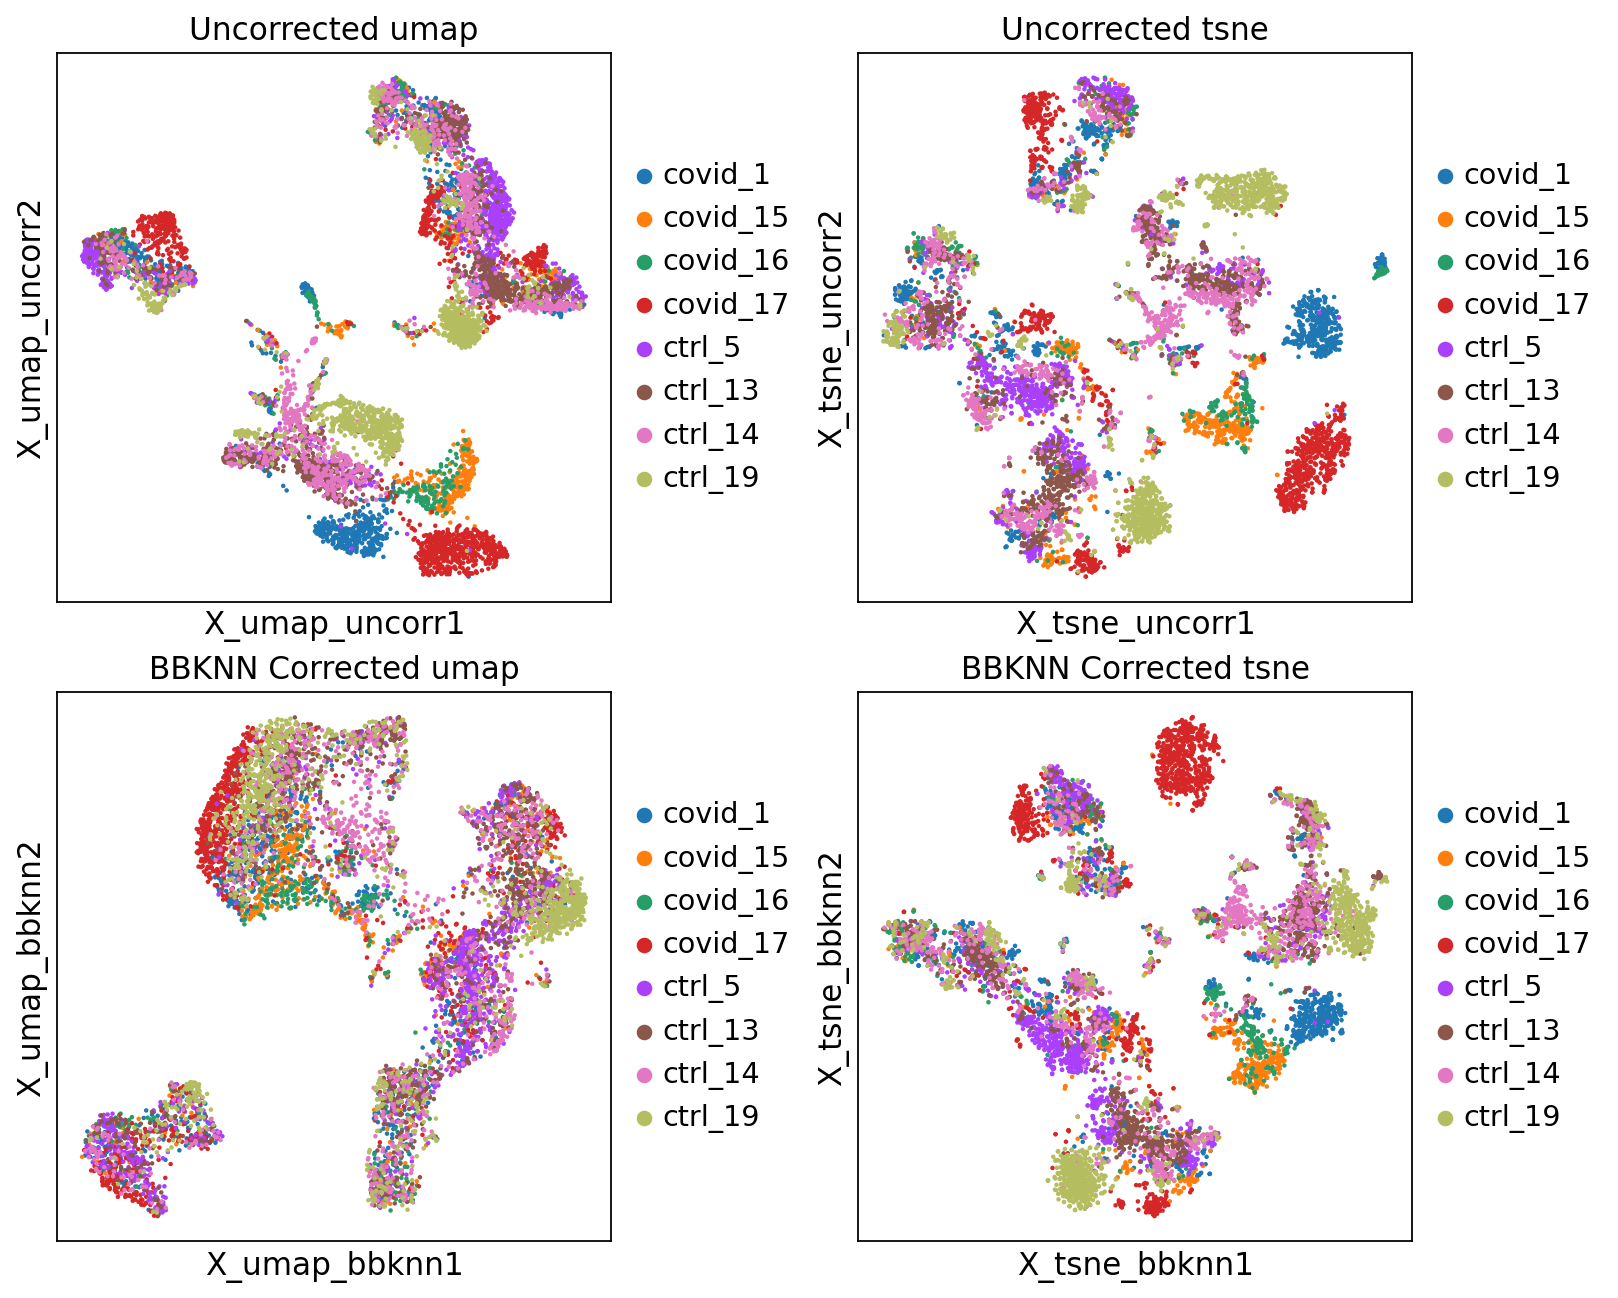 Uncorrected umap
X_umap_uncorr2
X_umap_uncorr1
covid_1
covid_15
covid_16
covid_17
ctrl_5
ctrl_13
ctrl_14
ctrl_19
Uncorrected tsne
X_tsne_uncorr2
X_tsne_uncorr1
covid_1
covid_15
covid_16
covid_17
ctrl_5
ctrl_13
ctrl_14
ctrl_19
BBKNN Corrected umap
X_umap_bbknn2
X_umap_bbknn1
covid_1
covid_15
covid_16
covid_17
ctrl_5
ctrl_13
ctrl_14
ctrl_19
BBKNN Corrected tsne
X_tsne_bbknn2
X_tsne_bbknn1
covid_1
covid_15
covid_16
covid_17
ctrl_5
ctrl_13
ctrl_14
ctrl_19